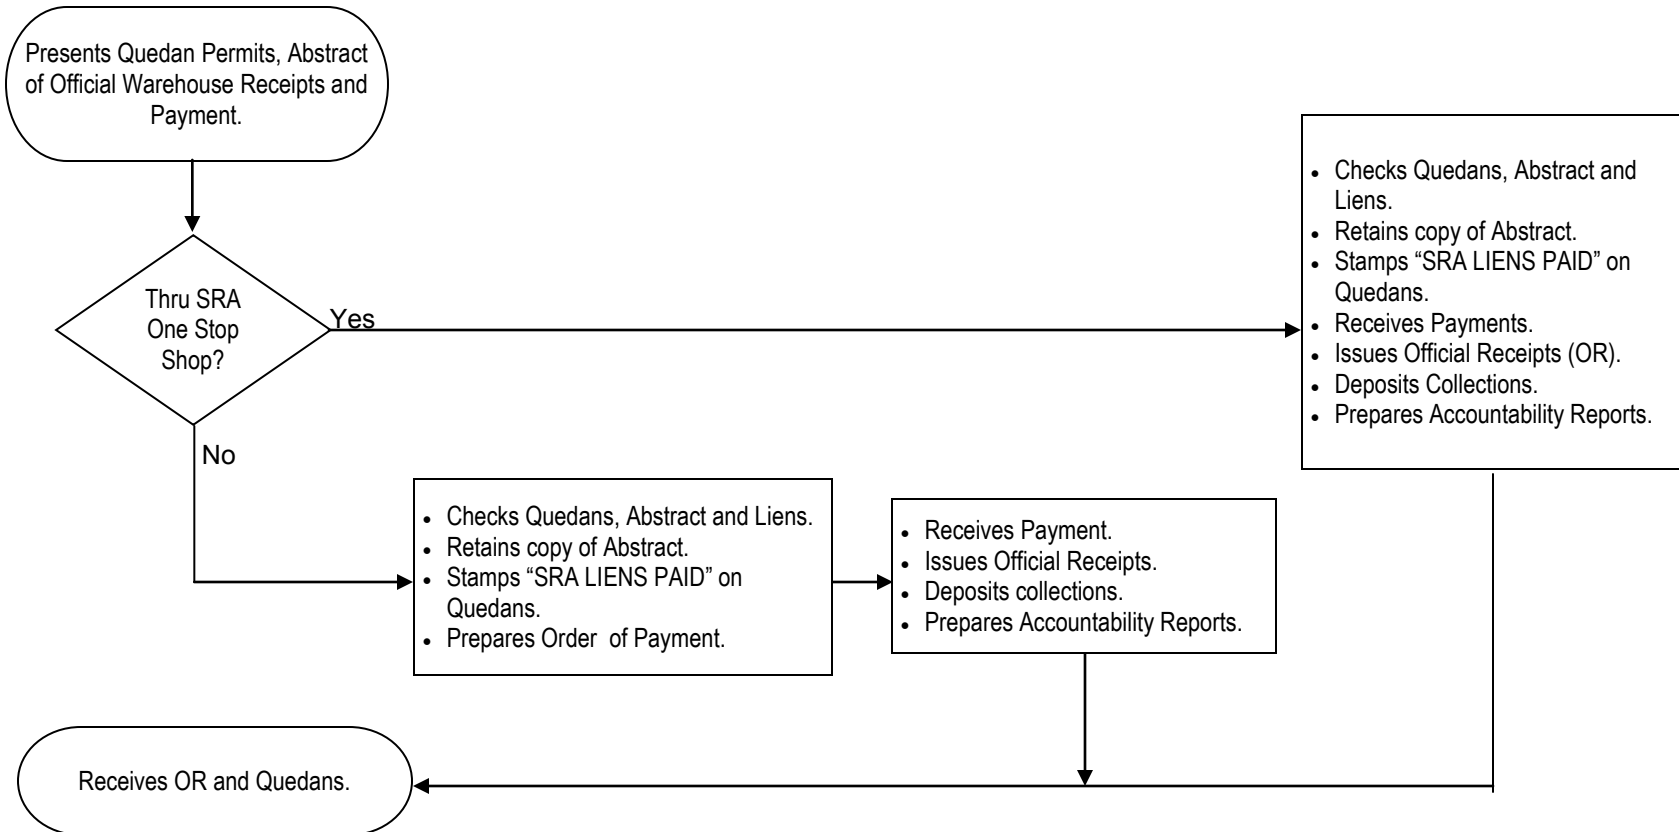 Presents Quedan Permits, Abstract
of Official Warehouse Receipts and
Payment.
Thru SRA
One Stop
Shop?
Yes
• Checks Quedans, Abstract and
Liens.
• Retains copy of Abstract.
• Stamps “SRA LIENS PAID” on
Quedans.
• Receives Payments.
• Issues Official Receipts (OR).
• Deposits Collections.
• Prepares Accountability Reports.
No
• Checks Quedans, Abstract and Liens.
• Retains copy of Abstract.
• Stamps “SRA LIENS PAID” on
Quedans.
• Prepares Order of Payment.
• Receives Payment.
• Issues Official Receipts.
• Deposits collections.
• Prepares Accountability Reports.
Receives OR and Quedans.